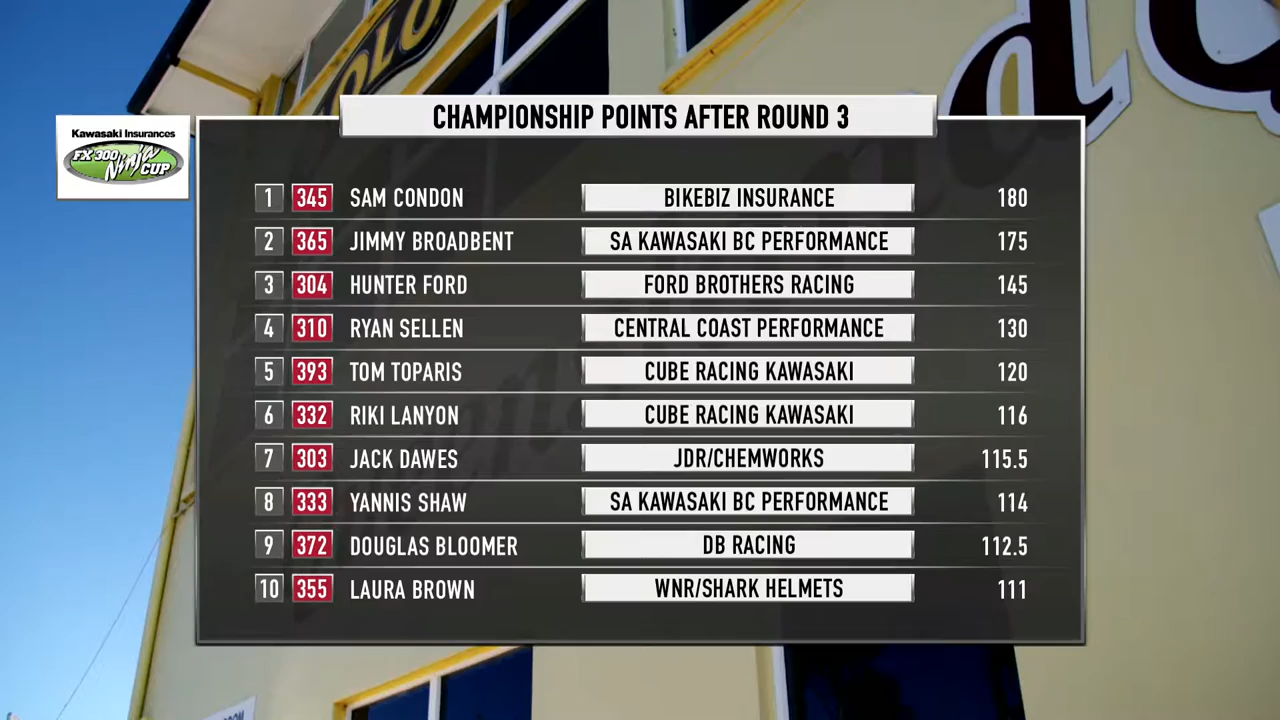 CHAMPIONSHIP POINTS AFTER ROUND 3
Kawasaki Insurances
FX 300 Ninja CUP
1 345 SAM CONDON BIKEBIZ INSURANCE 180
2 365 JIMMY BROADBENT SA KAWASAKI BC PERFORMANCE 175
3 304 HUNTER FORD FORD BROTHERS RACING 145
4 310 RYAN SELLEN CENTRAL COAST PERFORMANCE 130
5 393 TOM TOPARIS CUBE RACING KAWASAKI 120
6 332 RIKI LANYON CUBE RACING KAWASAKI 116
7 303 JACK DAWES JDR/CHEMWORKS 115.5
8 333 YANNIS SHAW SA KAWASAKI BC PERFORMANCE 114
9 372 DOUGLAS BLOOMER DB RACING 112.5
10 355 LAURA BROWN WNR/SHARK HELMETS 111